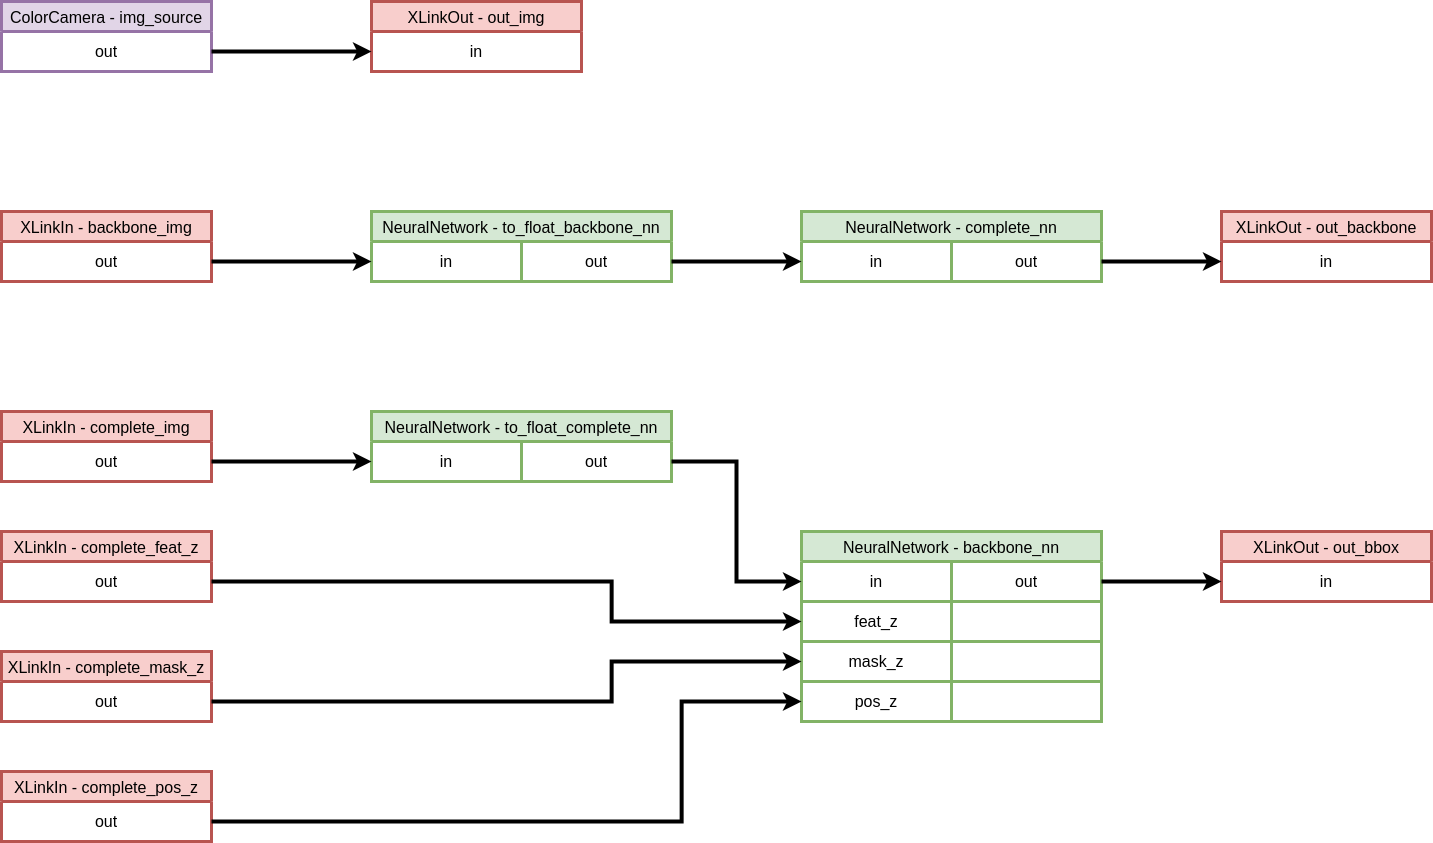 ColorCamera - img_source
out
XLinkOut - out_img
in
XLinkIn - backbone_img
out
NeuralNetwork - to_float_backbone_nn
in
out
NeuralNetwork - complete_nn
in
out
XLinkOut - out_backbone
in
XLinkIn - complete_img
out
NeuralNetwork - to_float_complete_nn
in
out
XLinkIn - complete_feat_z
out
NeuralNetwork - backbone_nn
in
out
feat_z
mask_z
pos_z
XLinkOut - out_bbox
in
XLinkIn - complete_mask_z
out
XLinkIn - complete_pos_z
out